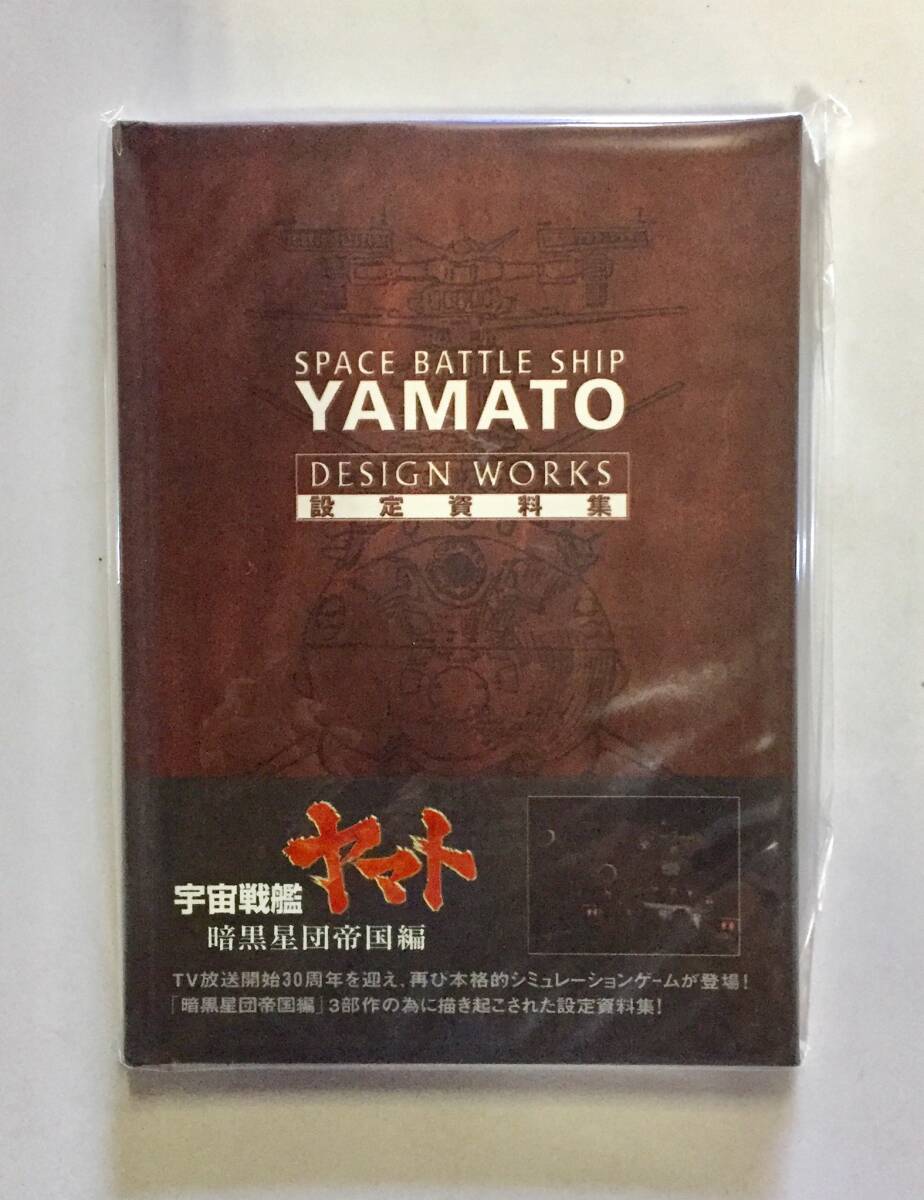 SPACE BATTLE SHIP
YAMATO
DESIGN WORKS
設定資料集
宇宙戦艦
ヤマト
暗黒星団帝国編
TV放送開始30周年を迎え、再び本格的シミュレーションゲームが登場！
「暗黒星団帝国編」3部作の為に描き起こされた設定資料集！